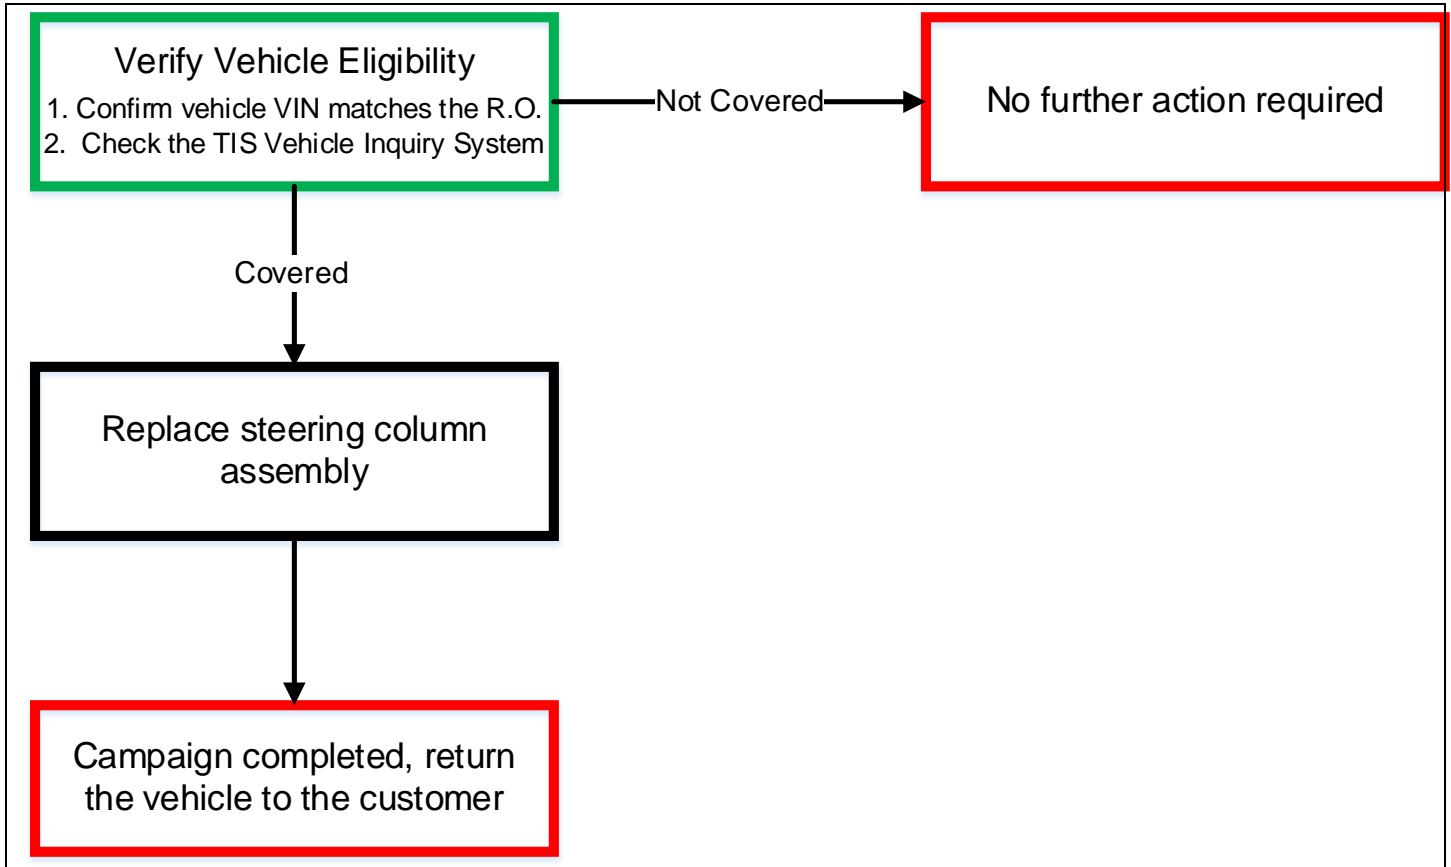 Verify Vehicle Eligibility
1. Confirm vehicle VIN matches the R.O.
2. Check the TIS Vehicle Inquiry System
Not Covered
No further action required
Covered
Replace steering column
assembly
Campaign completed, return
the vehicle to the customer